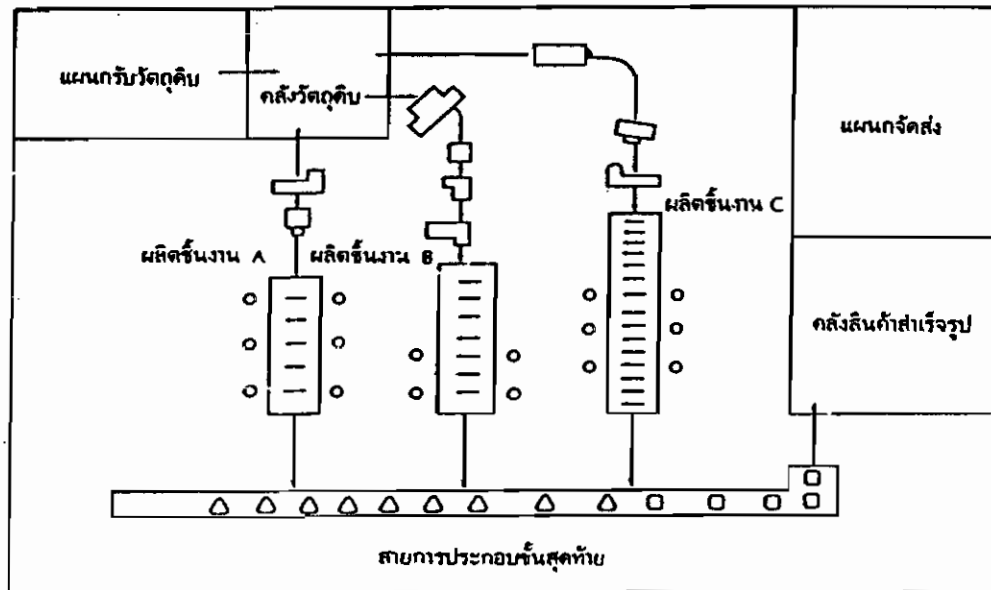 แผนกรับวัตถุดิบ
คลังวัตถุดิบ
แผนกจัดส่ง
ผลิตชิ้นงาน C
ผลิตชิ้นงาน A
ผลิตชิ้นงาน B
คลังสินค้าสำเร็จรูป
สายการประกอบขั้นสุดท้าย